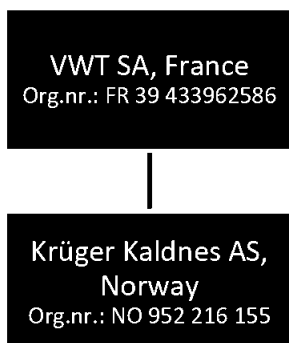 VWT SA, France
Org.nr.: FR 39 433962586
Krüger Kaldnes AS,
Norway
Org.nr.: NO 952 216 155